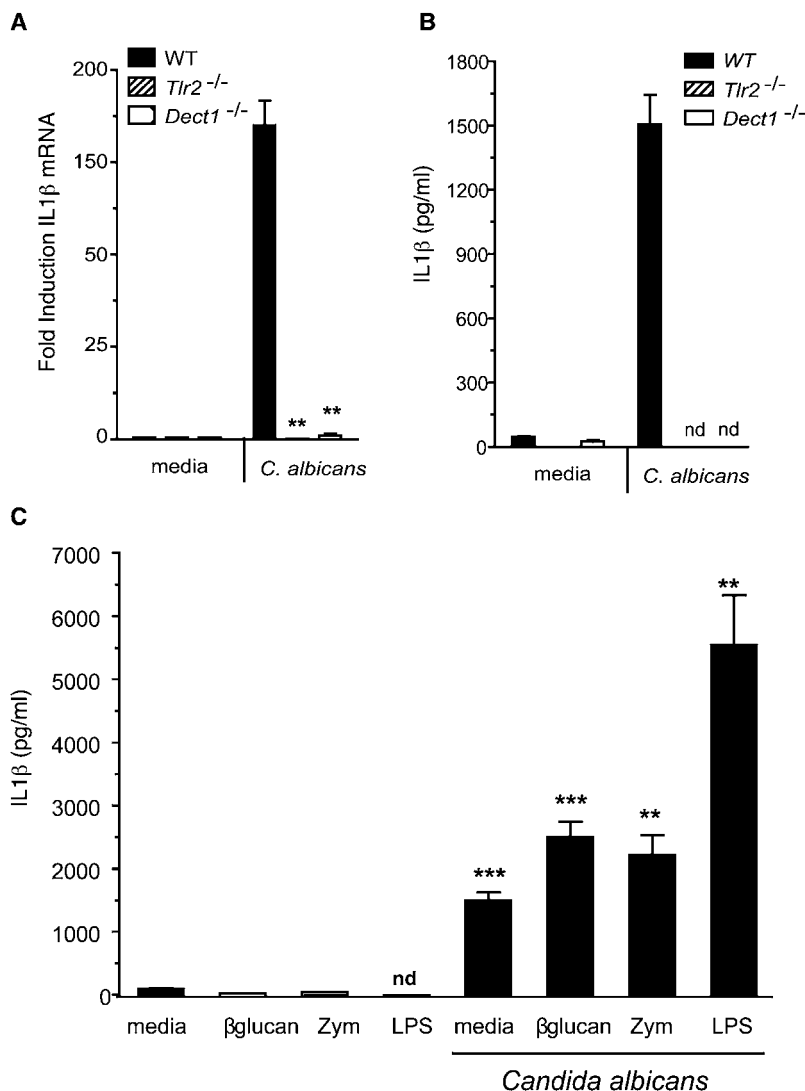 A
WT
Tlr2 -/-
Dect1 -/-
Fold Induction IL1β mRNA
200
150
50
25
0
**
**
media
C. albicans
B
WT
Tlr2 -/-
Dect1 -/-
IL1β (pg/ml)
1800
1500
1200
900
600
300
0
nd nd
media
C. albicans
C
IL1β (pg/ml)
7000
6000
5000
4000
3000
2000
1000
0
nd
***
***
**
**
media βglucan Zym LPS media βglucan Zym LPS
Candida albicans